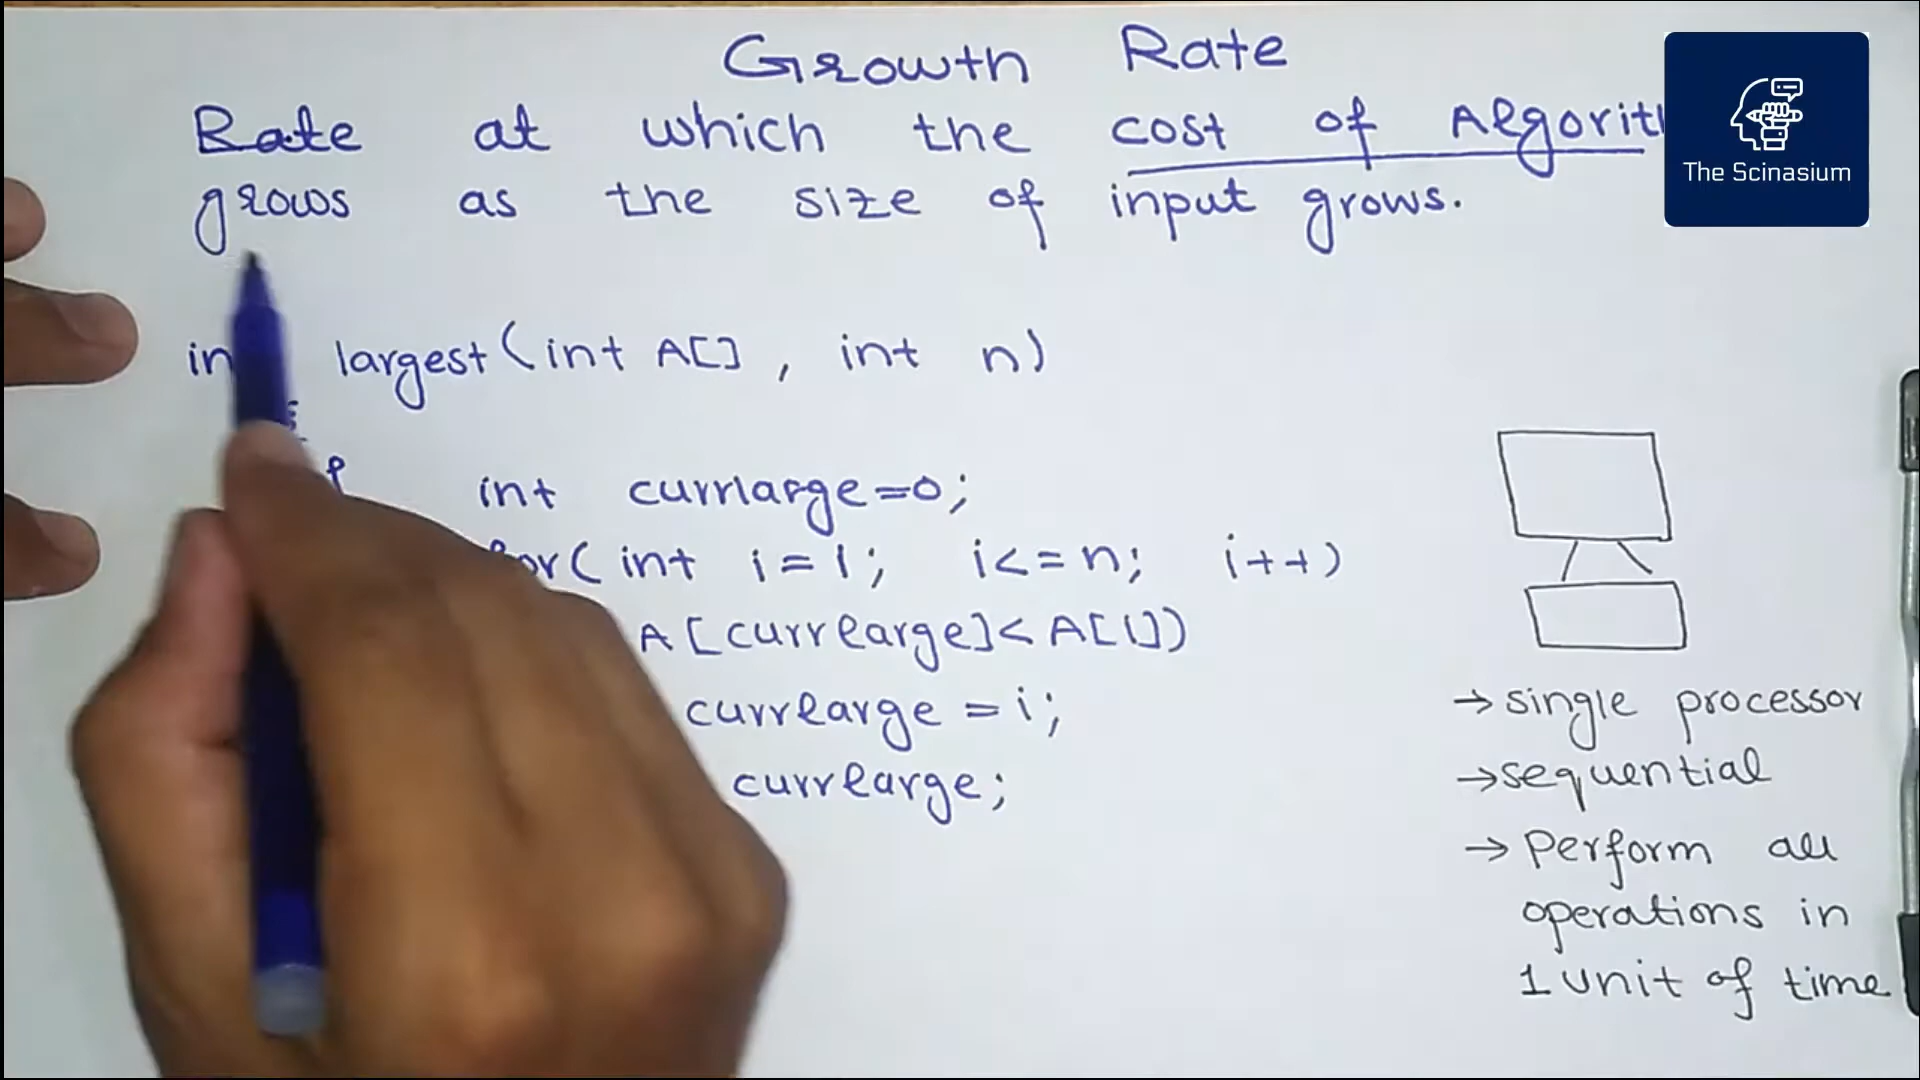 Growth Rate
Rate at which the cost of Algorit
grows as the size of input grows.
The Scinasium
largest(int A[] , int n)
int currlarge=0;
for( int i=1; i<=n; i++)
A[currlarge]<A[i])
currlarge = i;
currlarge;
→ single processor
→ sequential
→ Perform all
operations in
1 unit of time